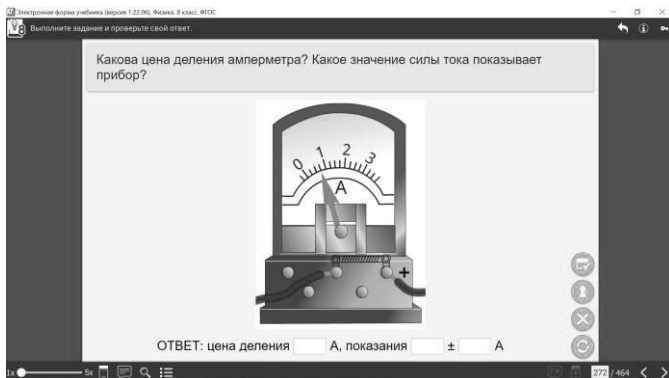 Электронная форма учебника (версия 1.22.06). Физика. 8 класс. ФГОС
8 Выполните задание и проверьте свой ответ.
Какова цена деления амперметра? Какое значение силы тока показывает
прибор?
0 1 2 3
A
+
ОТВЕТ: цена деления А, показания ± А
1x 5x 272 / 464